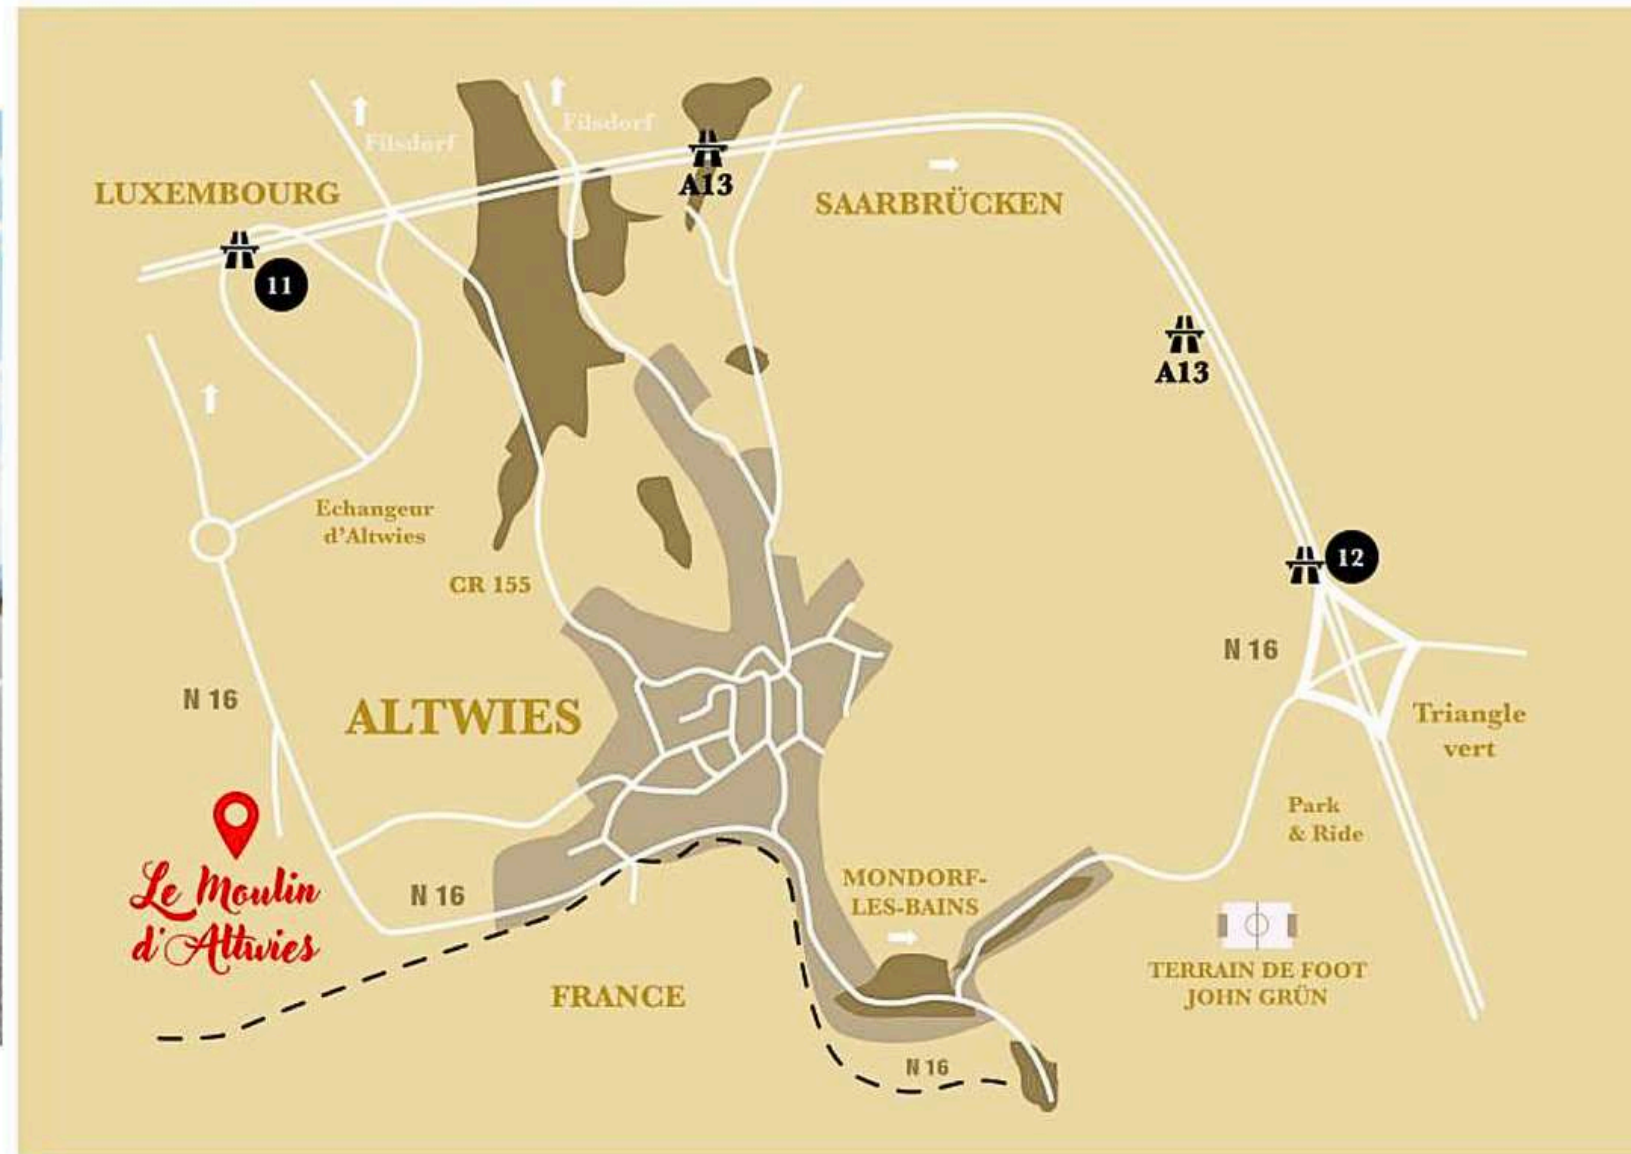 Filsdorf
Filsdorf
LUXEMBOURG
A13
SAARBRÜCKEN
11
A13
Echangeur
d'Altwies
CR 155
12
N 16
N 16
ALTWIES
Triangle
vert
Park
& Ride
Le Moulin
d'Altwies
N 16
MONDORF-
LES-BAINS
FRANCE
TERRAIN DE FOOT
JOHN GRÜN
N 16